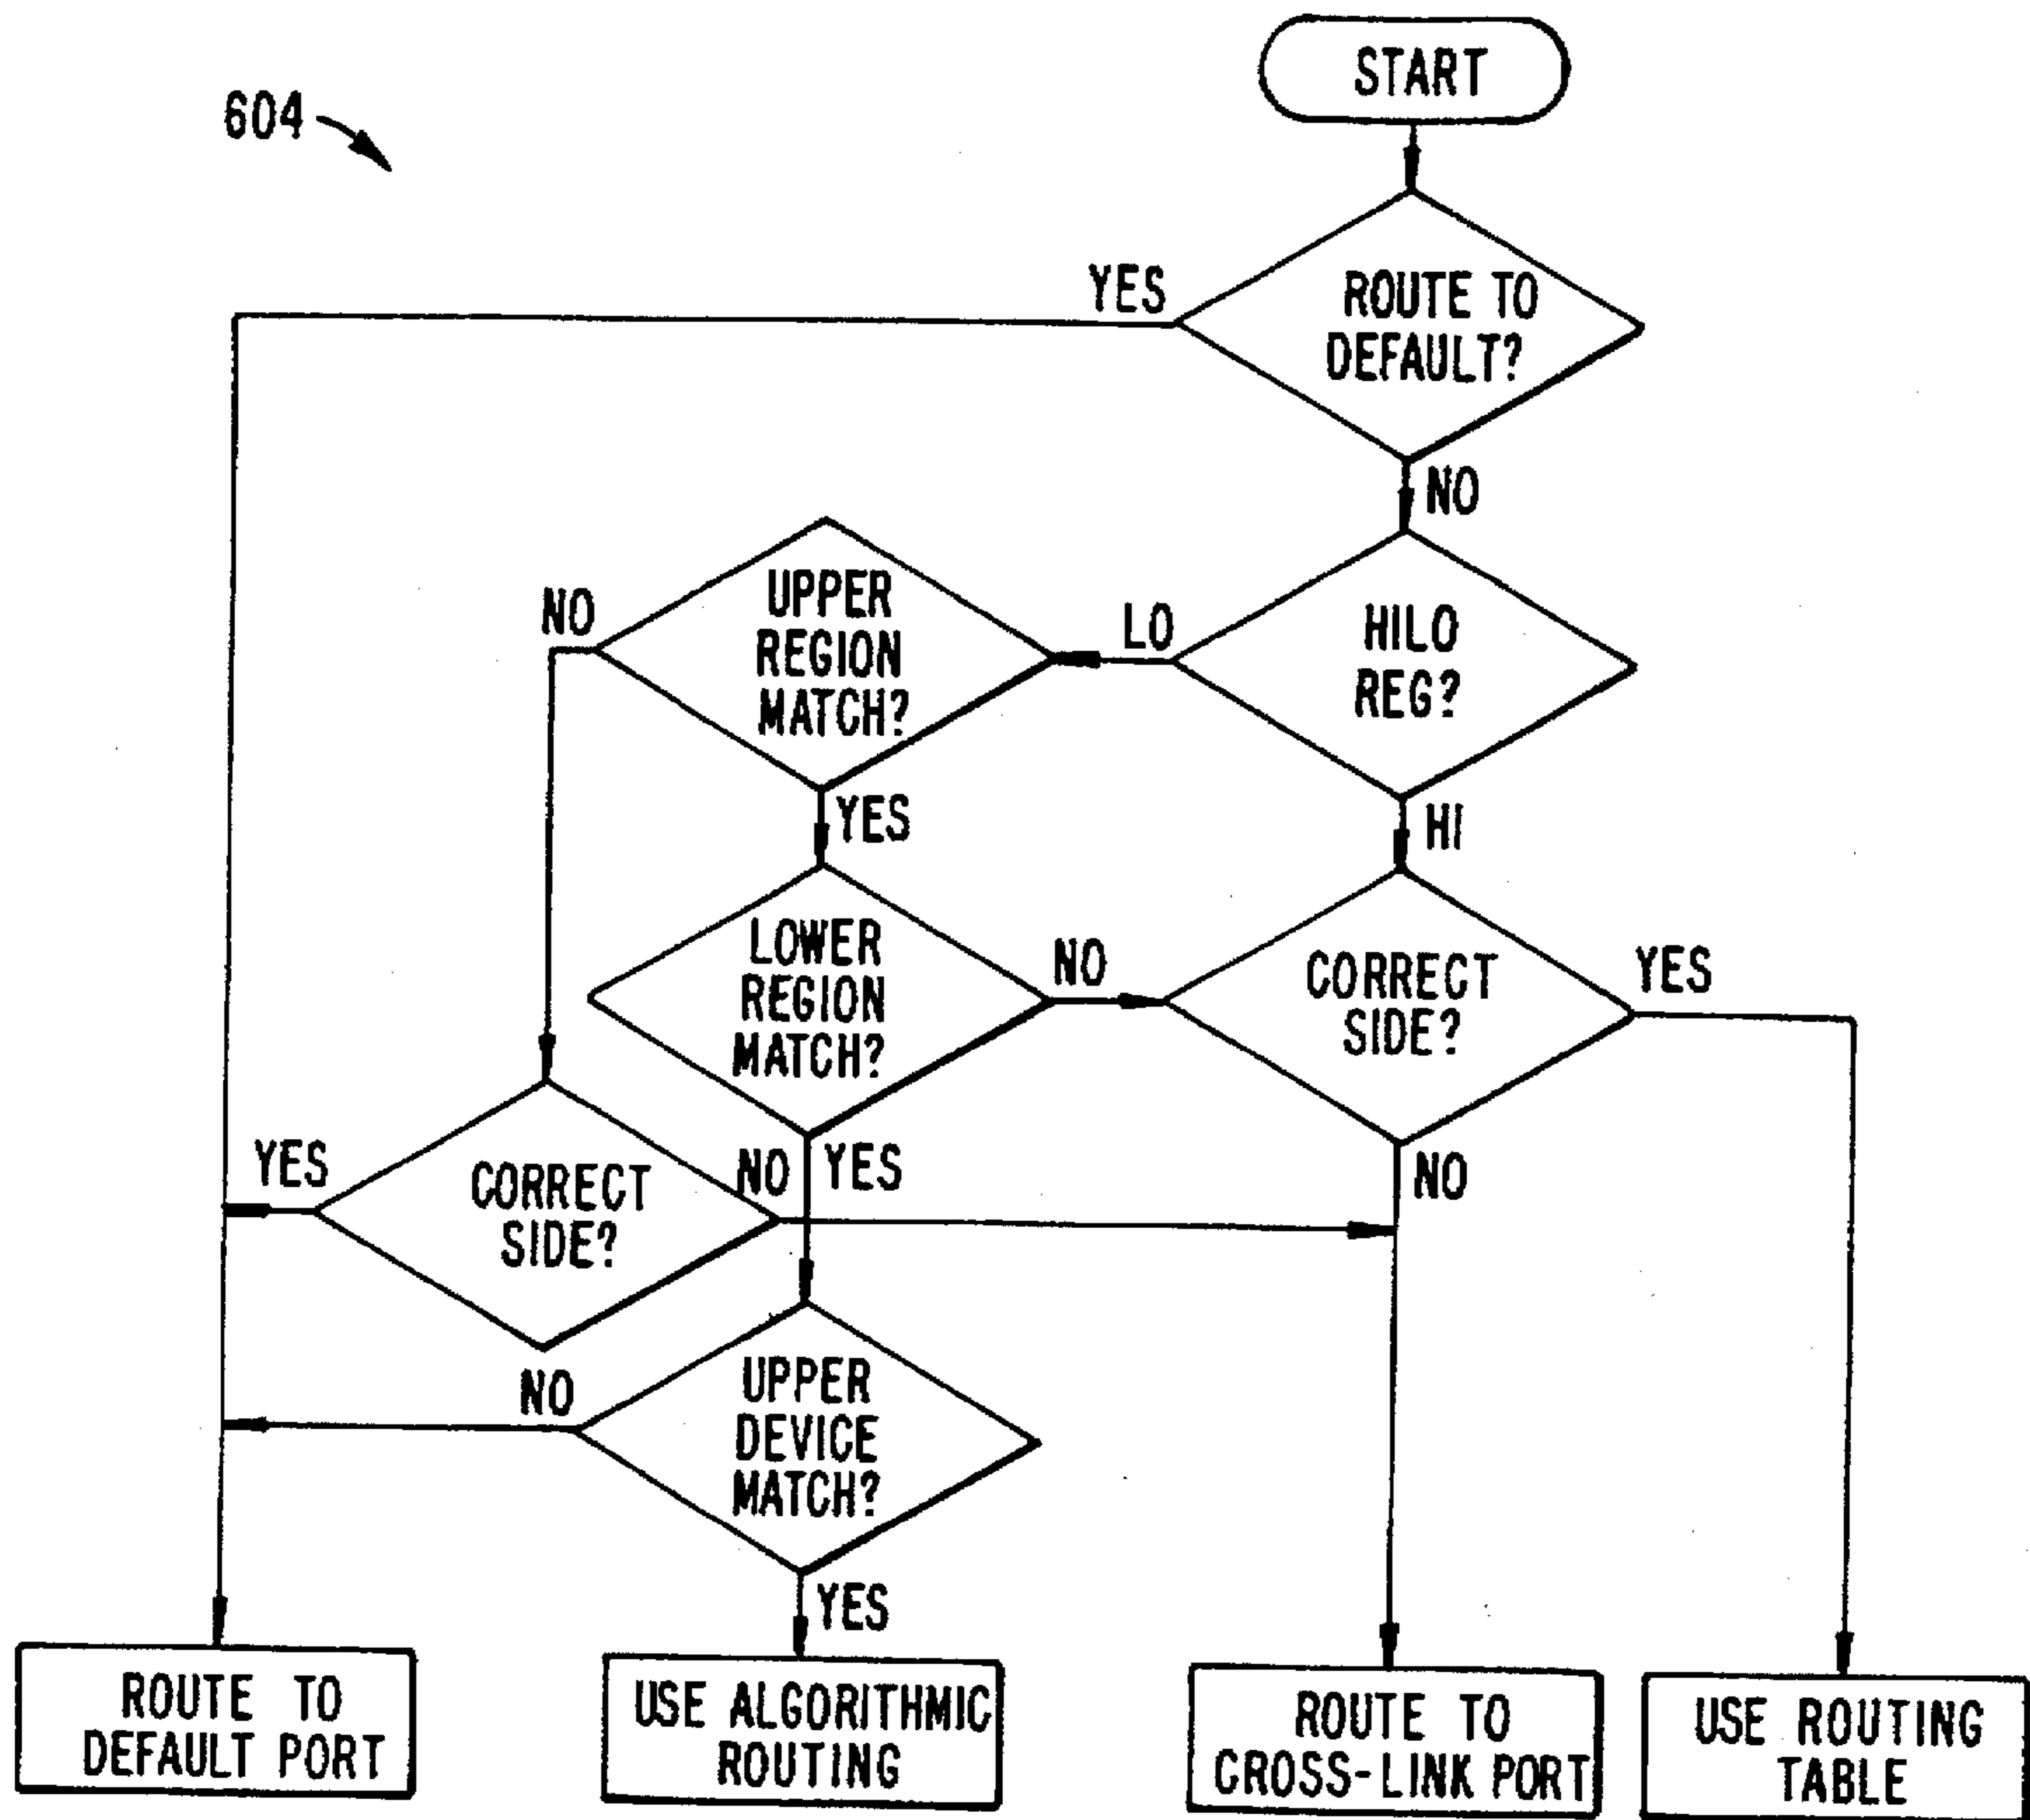 START
604
YES
ROUTE TO
DEFAULT?
NO
UPPER
REGION
MATCH?
NO
LO
HILO
REG?
YES
HI
LOWER
REGION
MATCH?
NO
CORRECT
SIDE?
YES
YES
CORRECT
SIDE?
NO
YES
NO
NO
UPPER
DEVICE
MATCH?
YES
ROUTE TO
DEFAULT PORT
USE ALGORITHMIC
ROUTING
ROUTE TO
CROSS-LINK PORT
USE ROUTING
TABLE